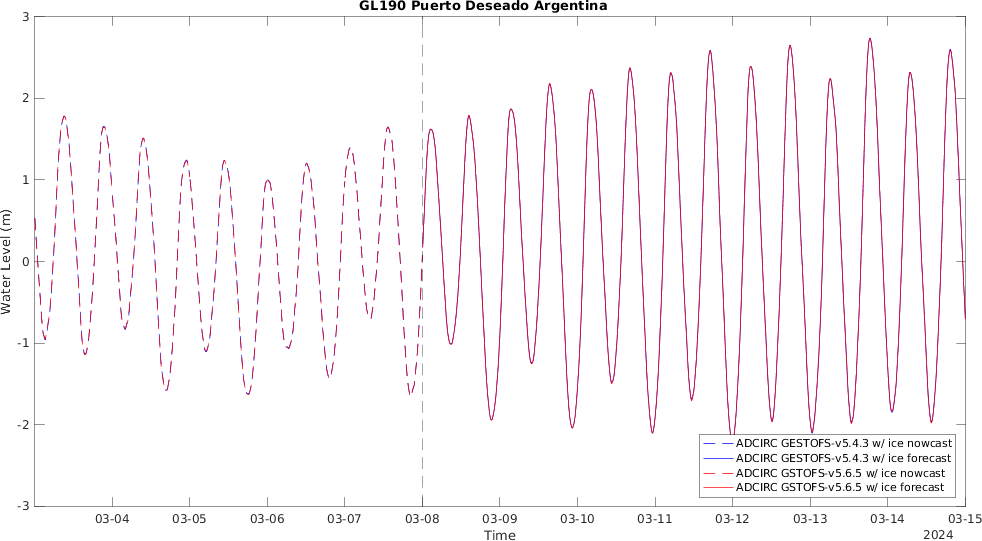 GL190 Puerto Deseado Argentina
3
2
1
0
-1
-2
-3
Water Level (m)
ADCIRC GESTOFS-v5.4.3 w/ ice nowcast
ADCIRC GESTOFS-v5.4.3 w/ ice forecast
ADCIRC GSTOFS-v5.6.5 w/ ice nowcast
ADCIRC GSTOFS-v5.6.5 w/ ice forecast
03-04 03-05 03-06 03-07 03-08 03-09 03-10 03-11 03-12 03-13 03-14 03-15
Time
2024